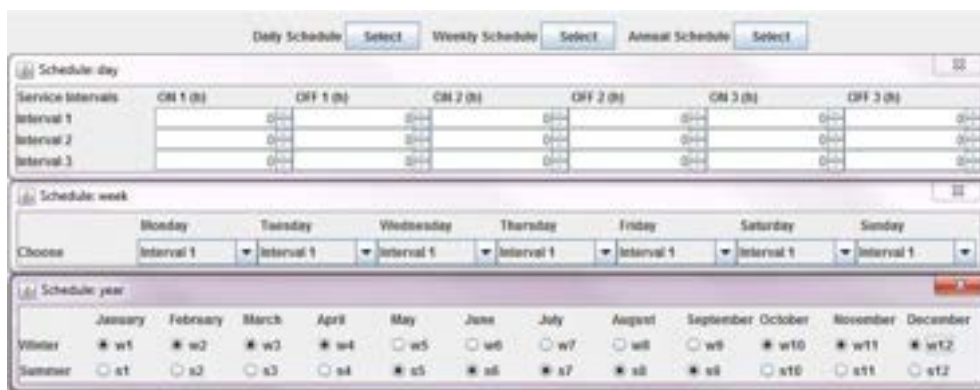 Daily Schedule Select Weekly Schedule Select Annual Schedule Select
Schedule: day
Service Intervals ON 1 (h) OFF 1 (h) ON 2 (h) OFF 2 (h) ON 3 (h) OFF 3 (h)
Interval 1 0 0 0 0 0 0
Interval 2 0 0 0 0 0 0
Interval 3 0 0 0 0 0 0
Schedule: week
Monday Tuesday Wednesday Thursday Friday Saturday Sunday
Choose Interval 1 Interval 1 Interval 1 Interval 1 Interval 1 Interval 1 Interval 1
Schedule: year
January February March April May June July August September October November December
Winter w1 w2 w3 w4 w5 w6 w7 w8 w9 w10 w11 w12
Summer s1 s2 s3 s4 s5 s6 s7 s8 s9 s10 s11 s12